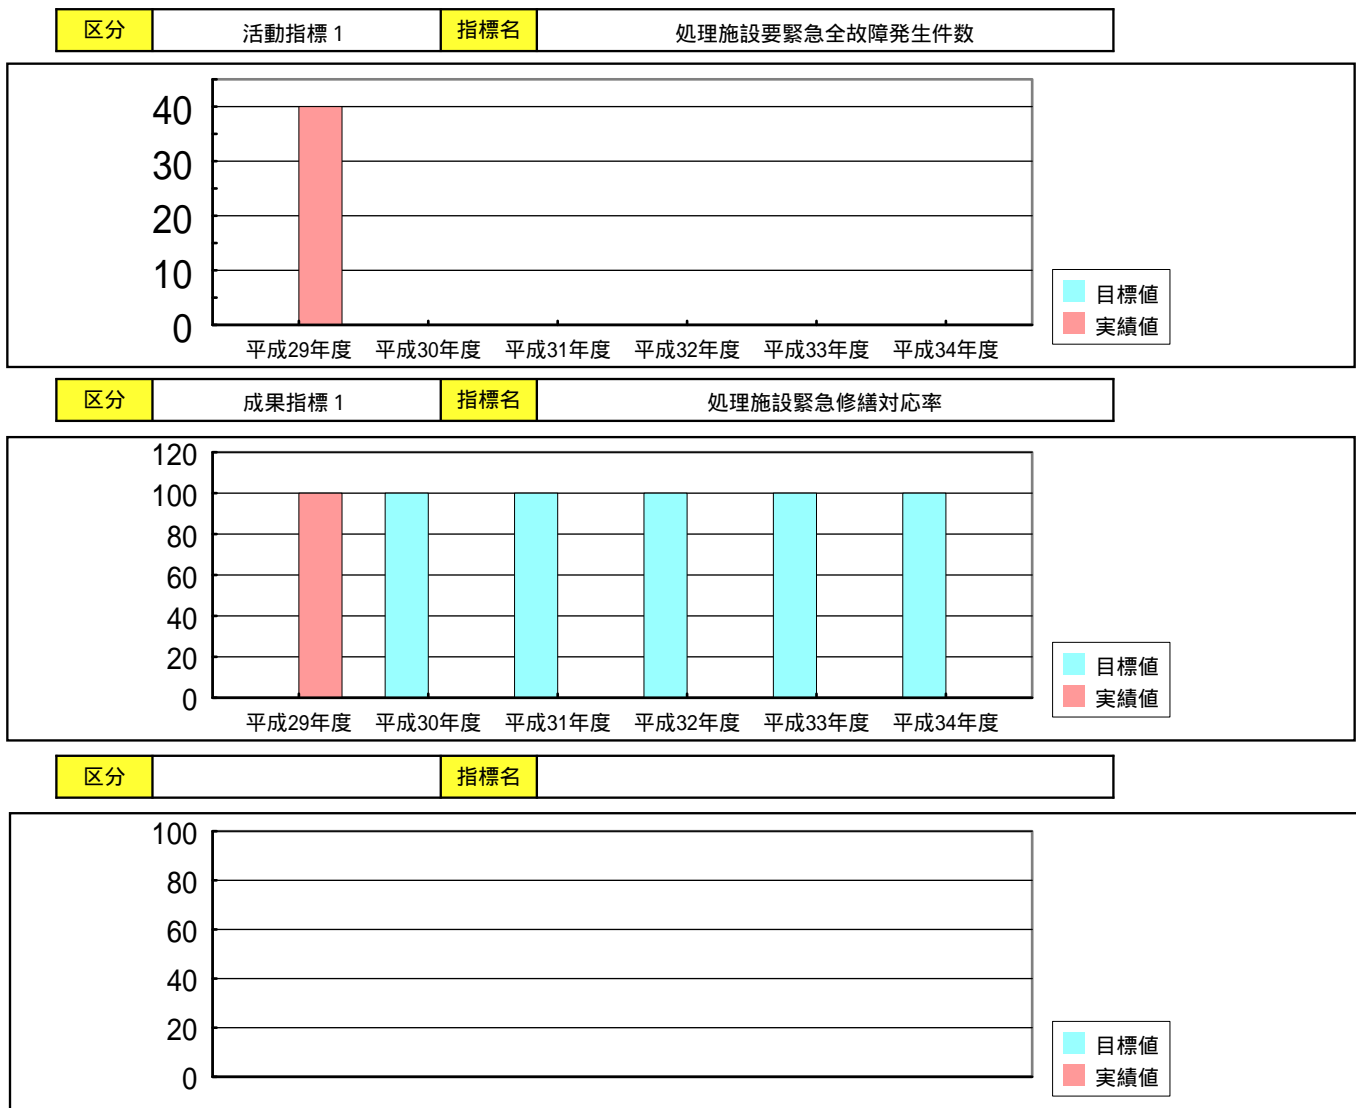 区分 活動指標１ 指標名 処理施設要緊急全故障発生件数
40
30
20
10
0
平成29年度 平成30年度 平成31年度 平成32年度 平成33年度 平成34年度
目標値
実績値
区分 成果指標１ 指標名 処理施設緊急修繕対応率
120
100
80
60
40
20
0
平成29年度 平成30年度 平成31年度 平成32年度 平成33年度 平成34年度
目標値
実績値
区分 指標名
100
80
60
40
20
0
目標値
実績値